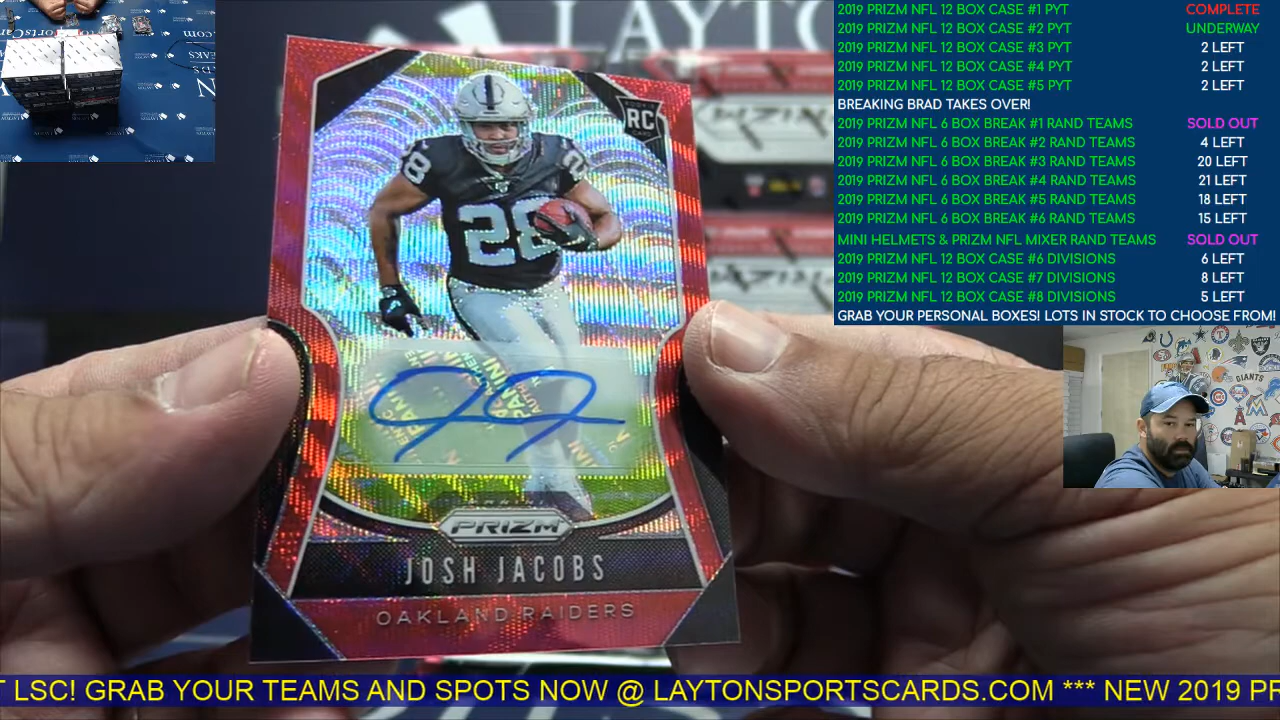 2019 PRIZM NFL 12 BOX CASE #1 PYT COMPLETE
2019 PRIZM NFL 12 BOX CASE #2 PYT UNDERWAY
2019 PRIZM NFL 12 BOX CASE #3 PYT 2 LEFT
2019 PRIZM NFL 12 BOX CASE #4 PYT 2 LEFT
2019 PRIZM NFL 12 BOX CASE #5 PYT 2 LEFT
BREAKING BRAD TAKES OVER!
2019 PRIZM NFL 6 BOX BREAK #1 RAND TEAMS SOLD OUT
2019 PRIZM NFL 6 BOX BREAK #2 RAND TEAMS 4 LEFT
2019 PRIZM NFL 6 BOX BREAK #3 RAND TEAMS 20 LEFT
2019 PRIZM NFL 6 BOX BREAK #4 RAND TEAMS 21 LEFT
2019 PRIZM NFL 6 BOX BREAK #5 RAND TEAMS 18 LEFT
2019 PRIZM NFL 6 BOX BREAK #6 RAND TEAMS 15 LEFT
MINI HELMETS & PRIZM NFL MIXER RAND TEAMS SOLD OUT
2019 PRIZM NFL 12 BOX CASE #6 DIVISIONS 6 LEFT
2019 PRIZM NFL 12 BOX CASE #7 DIVISIONS 8 LEFT
2019 PRIZM NFL 12 BOX CASE #8 DIVISIONS 5 LEFT
GRAB YOUR PERSONAL BOXES! LOTS IN STOCK TO CHOOSE FROM!
LAYTON
ROOKIE
RC
CARD
28
28
28
PANINI
PRIZM
JOSH JACOBS
OAKLAND RAIDERS
GIANTS
T LSC! GRAB YOUR TEAMS AND SPOTS NOW @ LAYTONSPORTSCARDS.COM *** NEW 2019 PR